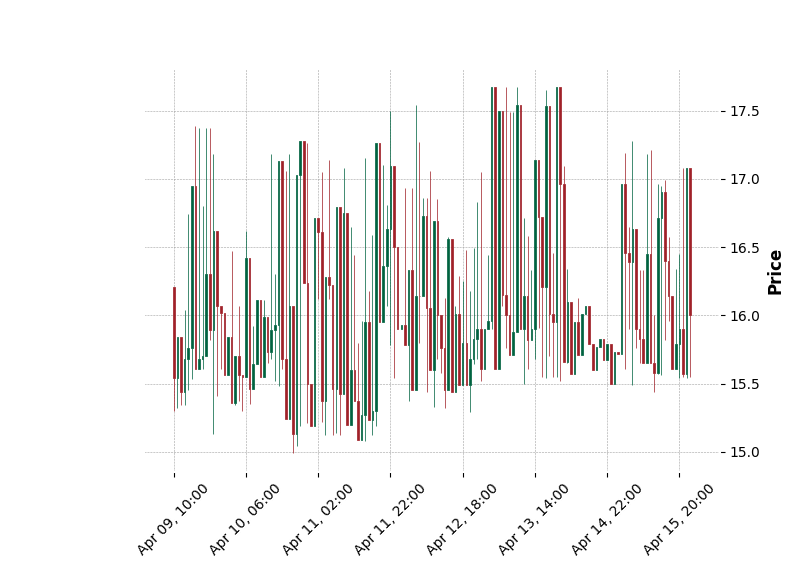 17.5
17.0
16.5
16.0
15.5
15.0
Price
Apr 09, 10:00
Apr 10, 06:00
Apr 11, 02:00
Apr 11, 22:00
Apr 12, 18:00
Apr 13, 14:00
Apr 14, 22:00
Apr 15, 20:00